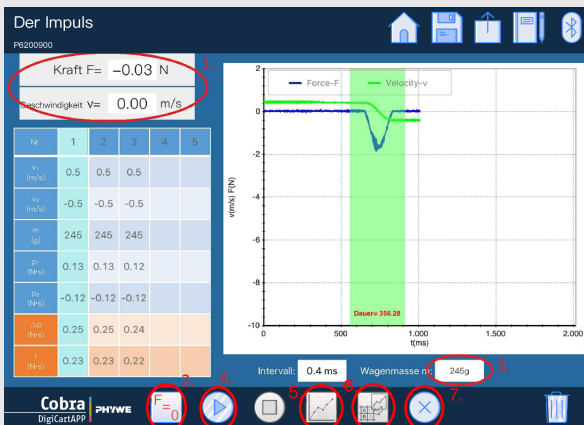 Der Impuls
P6200900
Kraft F= -0.03 N 1.
Geschwindigkeit v= 0.00 m/s
Nr. 1 2 3 4 5
v₁ (m/s) 0.5 0.5 0.5
v₂ (m/s) -0.5 -0.5 -0.5
m (g) 245 245 245
p₁ (N•s) 0.13 0.13 0.12
p₂ (N•s) -0.12 -0.12 -0.12
△p (N•s) 0.25 0.25 0.24
I (N•s) 0.23 0.23 0.22
Force-F Velocity-v
v(m/s) F(N)
2
0
-2
-4
-6
-8
-10
Dauer= 356.28
0 500 1.000 1.500 2.000
t(ms)
Intervall: 0.4 ms Wagenmasse m: 245g 3.
2. 4. 5. 6. 7.
F=0
Cobra PHYWE
DigiCartAPP